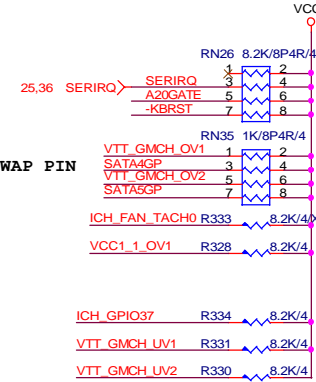 VCC
RN26 8.2K/8P4R/4
1 2
25,36 SERIRQ SERIRQ 3 4
A20GATE 5 6
-KBRST 7 8
RN35 1K/8P4R/4
VTT_GMCH_OV1 1 2
WAP PIN SATA4GP 3 4
VTT_GMCH_OV2 5 6
SATA5GP 7 8
ICH_FAN_TACH0 R333 8.2K/4/X
VCC1_1_OV1 R328 8.2K/4
ICH_GPIO37 R334 8.2K/4
VTT_GMCH_UV1 R331 8.2K/4
VTT_GMCH_UV2 R330 8.2K/4